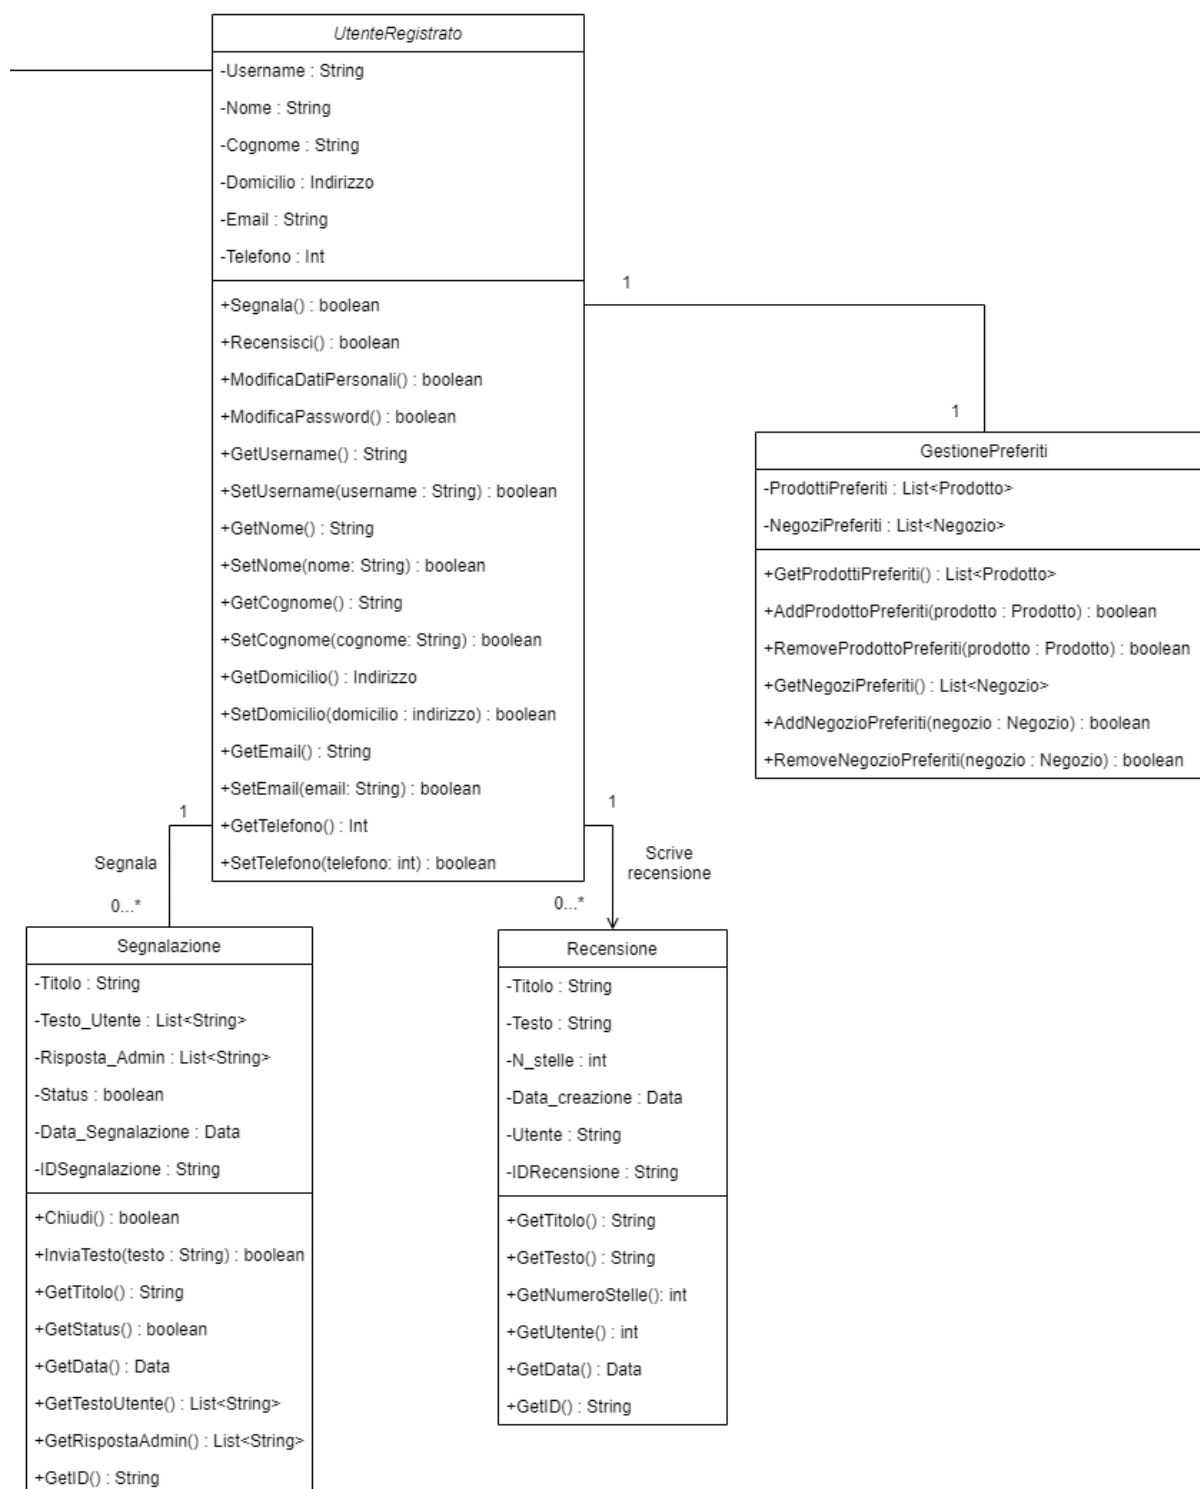 UtenteRegistrato
-Username : String
-Nome : String
-Cognome : String
-Domicilio : Indirizzo
-Email : String
-Telefono : Int
+Segnala() : boolean
+Recensisci() : boolean
+ModificaDatiPersonali() : boolean
+ModificaPassword() : boolean
+GetUsername() : String
+SetUsername(username : String) : boolean
+GetNome() : String
+SetNome(nome: String) : boolean
+GetCognome() : String
+SetCognome(cognome: String) : boolean
+GetDomicilio() : Indirizzo
+SetDomicilio(domicilio : indirizzo) : boolean
+GetEmail() : String
+SetEmail(email: String) : boolean
+GetTelefono() : Int
+SetTelefono(telefono: int) : boolean
1
1
GestionePreferiti
-ProdottiPreferiti : List<Prodotto>
-NegoziPreferiti : List<Negozio>
+GetProdottiPreferiti() : List<Prodotto>
+AddProdottoPreferiti(prodotto : Prodotto) : boolean
+RemoveProdottoPreferiti(prodotto : Prodotto) : boolean
+GetNegoziPreferiti() : List<Negozio>
+AddNegozioPreferiti(negozio : Negozio) : boolean
+RemoveNegozioPreferiti(negozio : Negozio) : boolean
1
Segnala
0...*
1
Scrive
recensione
0...*
Segnalazione
-Titolo : String
-Testo_Utente : List<String>
-Risposta_Admin : List<String>
-Status : boolean
-Data_Segnalazione : Data
-IDSegnalazione : String
+Chiudi() : boolean
+InviaTesto(testo : String) : boolean
+GetTitolo() : String
+GetStatus() : boolean
+GetData() : Data
+GetTestoUtente() : List<String>
+GetRispostaAdmin() : List<String>
+GetID() : String
Recensione
-Titolo : String
-Testo : String
-N_stelle : int
-Data_creazione : Data
-Utente : String
-IDRecensione : String
+GetTitolo() : String
+GetTesto() : String
+GetNumeroStelle(): int
+GetUtente() : int
+GetData() : Data
+GetID() : String